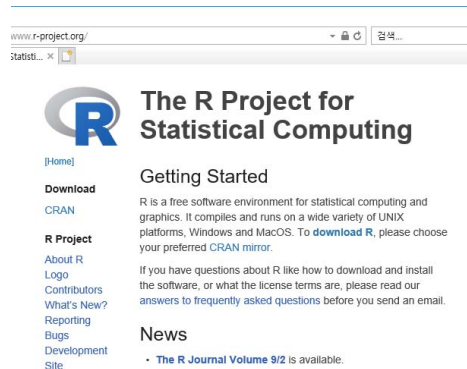 www.r-project.org/
검색...
Statisti...
R
The R Project for
Statistical Computing
[Home]
Download
CRAN
R Project
About R
Logo
Contributors
What's New?
Reporting
Bugs
Development
Site
Getting Started
R is a free software environment for statistical computing and
graphics. It compiles and runs on a wide variety of UNIX
platforms, Windows and MacOS. To download R, please choose
your preferred CRAN mirror.
If you have questions about R like how to download and install
the software, or what the license terms are, please read our
answers to frequently asked questions before you send an email.
News
• The R Journal Volume 9/2 is available.